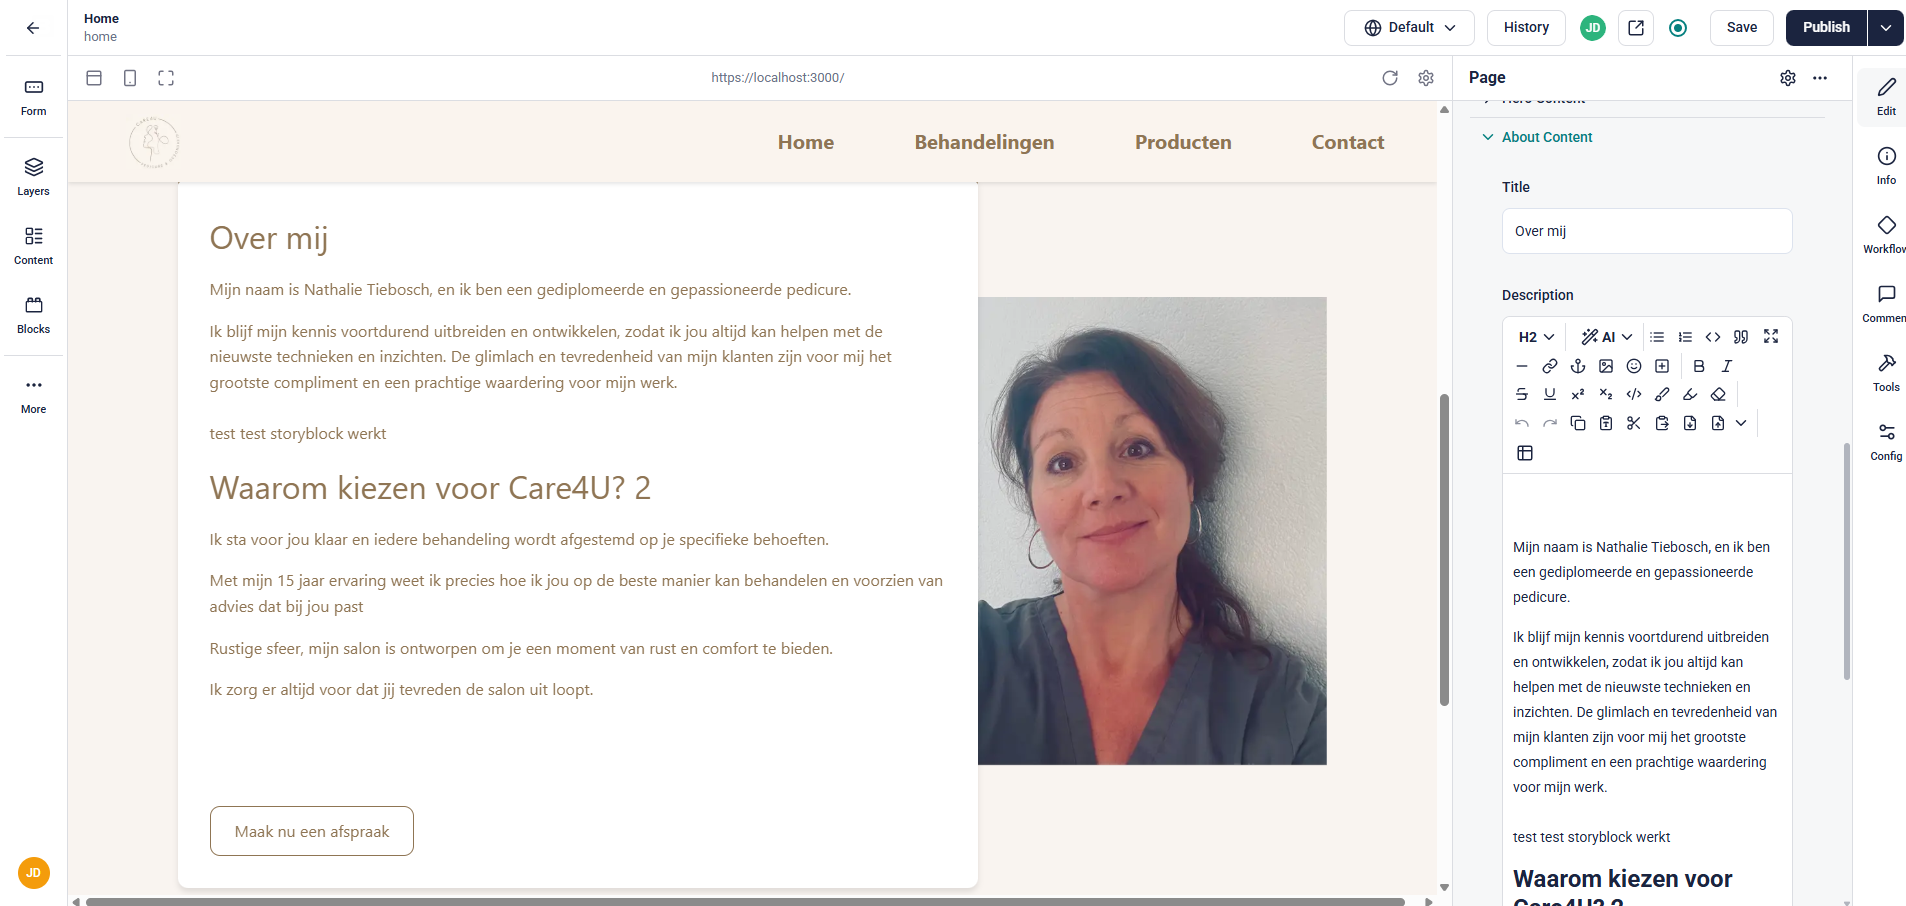 Home
home
Default
History
JD
Save
Publish
https://localhost:3000/
Page
Form
Layers
Content
Blocks
More
JD
Home Behandelingen Producten Contact
Over mij
Mijn naam is Nathalie Tiebosch, en ik ben een gediplomeerde en gepassioneerde pedicure.
Ik blijf mijn kennis voortdurend uitbreiden en ontwikkelen, zodat ik jou altijd kan helpen met de
nieuwste technieken en inzichten. De glimlach en tevredenheid van mijn klanten zijn voor mij het
grootste compliment en een prachtige waardering voor mijn werk.
test test storyblock werkt
Waarom kiezen voor Care4U? 2
Ik sta voor jou klaar en iedere behandeling wordt afgestemd op je specifieke behoeften.
Met mijn 15 jaar ervaring weet ik precies hoe ik jou op de beste manier kan behandelen en voorzien van
advies dat bij jou past
Rustige sfeer, mijn salon is ontworpen om je een moment van rust en comfort te bieden.
Ik zorg er altijd voor dat jij tevreden de salon uit loopt.
Maak nu een afspraak
Hero Content
About Content
Title
Over mij
Description
H2 AI
Mijn naam is Nathalie Tiebosch, en ik ben
een gediplomeerde en gepassioneerde
pedicure.
Ik blijf mijn kennis voortdurend uitbreiden
en ontwikkelen, zodat ik jou altijd kan
helpen met de nieuwste technieken en
inzichten. De glimlach en tevredenheid van
mijn klanten zijn voor mij het grootste
compliment en een prachtige waardering
voor mijn werk.
test test storyblock werkt
Waarom kiezen voor
Care4U? 2
Edit
Info
Workflow
Commen
Tools
Config